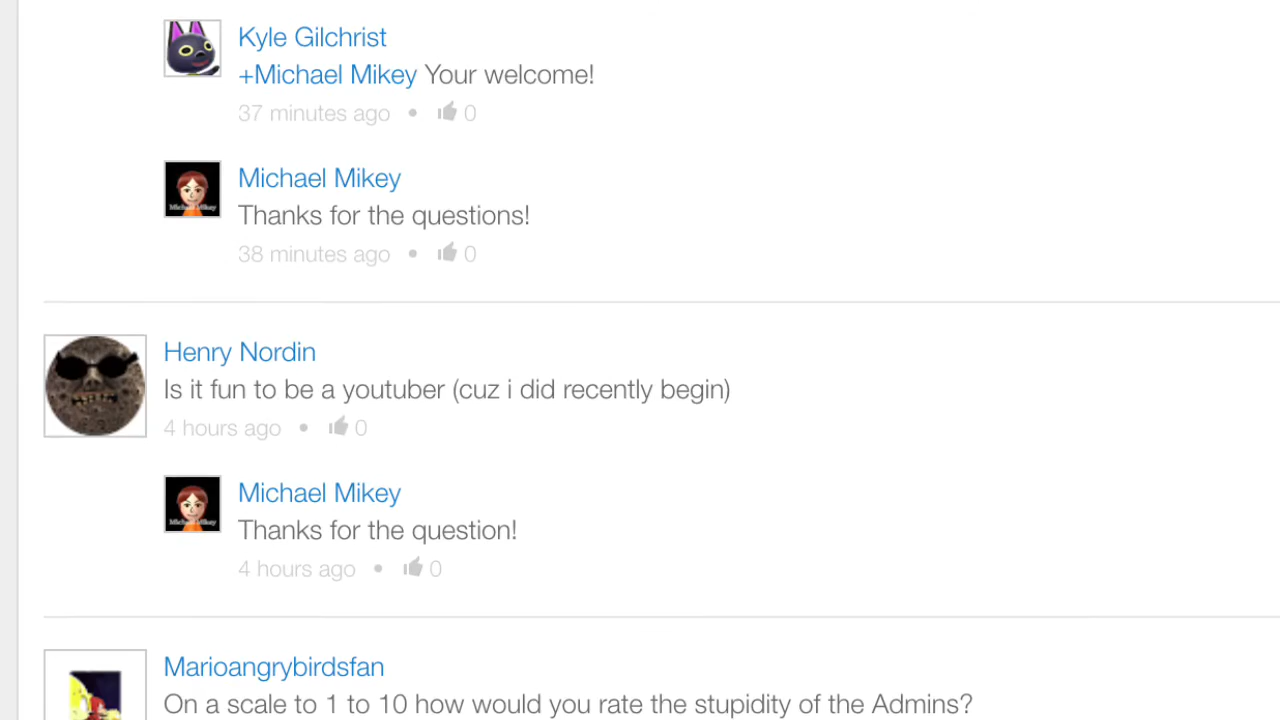 Kyle Gilchrist
+Michael Mikey Your welcome!
37 minutes ago • 0
Michael Mikey
Thanks for the questions!
38 minutes ago • 0
Henry Nordin
Is it fun to be a youtuber (cuz i did recently begin)
4 hours ago • 0
Michael Mikey
Thanks for the question!
4 hours ago • 0
Marioangrybirdsfan
On a scale to 1 to 10 how would you rate the stupidity of the Admins?